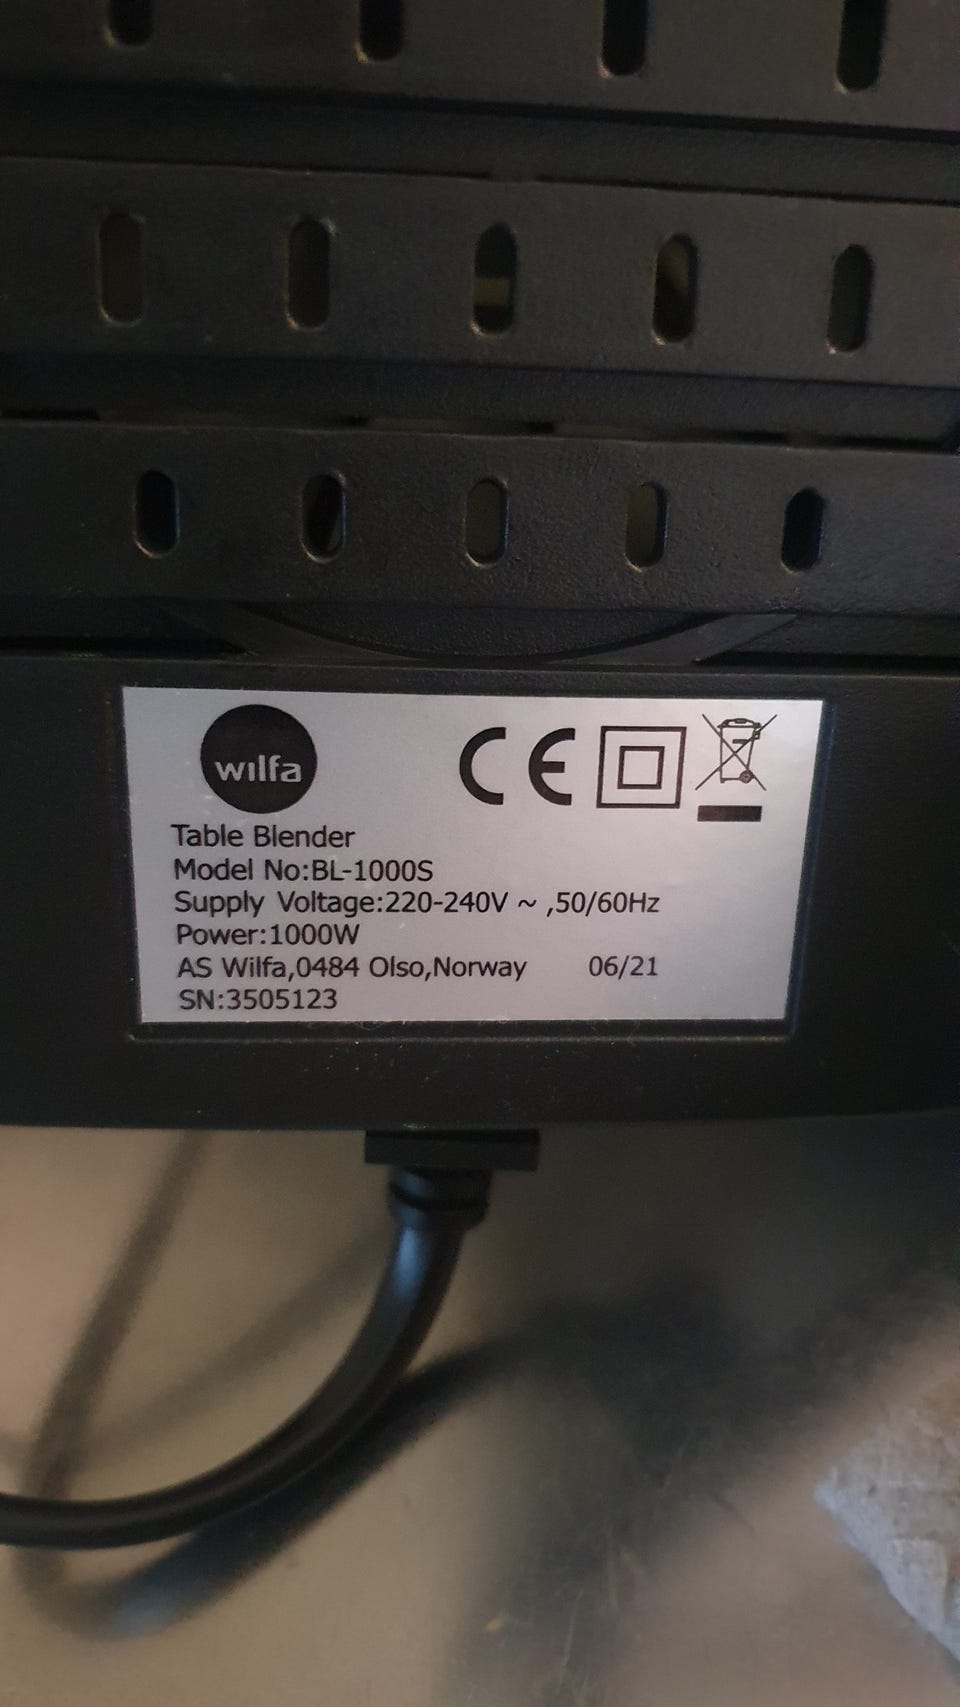 wilfa
CE
Table Blender
Model No:BL-1000S
Supply Voltage:220-240V ~ ,50/60Hz
Power:1000W
AS Wilfa,0484 Olso,Norway 06/21
SN:3505123